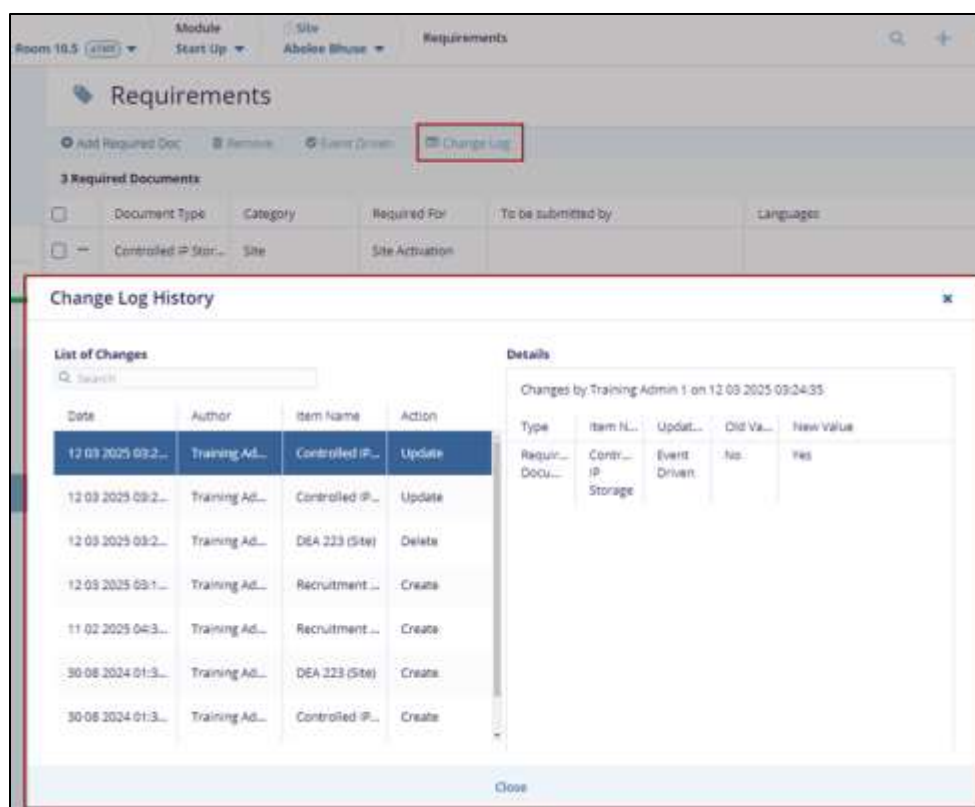 Module Site
Room 10.5 Start Up Abolee Bhuse Requirements
Requirements
Add Required Doc Remove Event Driven Change Log
3 Required Documents
Document Type Category Required For To be submitted by Languages
Controlled IP Stor... Site Site Activation
Change Log History
List of Changes Details
Search
Changes by Training Admin 1 on 12 03 2025 03:24:35
Date Author Item Name Action
Type Item N... Updat... Old Va... New Value
12 03 2025 03:2... Training Ad... Controlled IP... Update
Requir... Contr... Event No Yes
Docu... IP Driven
Storage
12 03 2025 03:2... Training Ad... Controlled IP... Update
12 03 2025 03:2... Training Ad... DEA 223 (Site) Delete
12 03 2025 03:1... Training Ad... Recruitment ... Create
11 02 2025 04:3... Training Ad... Recruitment ... Create
30 08 2024 01:3... Training Ad... DEA 223 (Site) Create
30 08 2024 01:3... Training Ad... Controlled IP... Create
Close